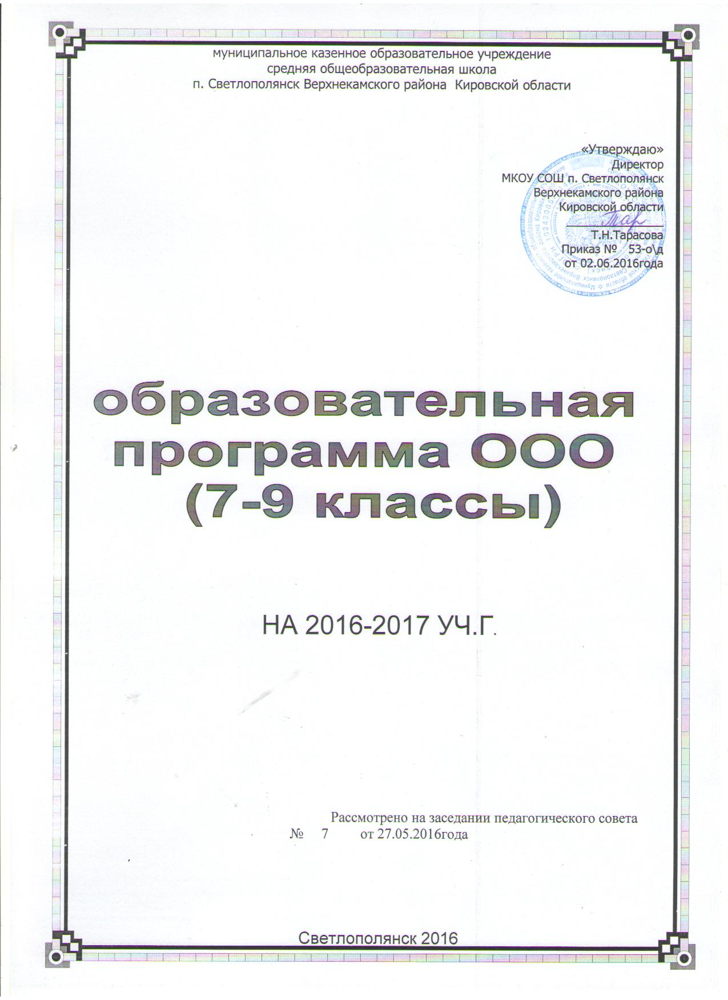 муниципальное казенное образовательное учреждение
средняя общеобразовательная школа
п. Светлополянск Верхнекамского района Кировской области
«Утверждаю»
Директор
МКОУ СОШ п. Светлополянск
Верхнекамского района
Кировской области
Т.Н.Тарасова
Приказ № 53-о\д
от 02.06.2016года
образовательная
программа ООО
(7-9 классы)
НА 2016-2017 УЧ.Г.
Рассмотрено на заседании педагогического совета
№ 7 от 27.05.2016года
Светлополянск 2016